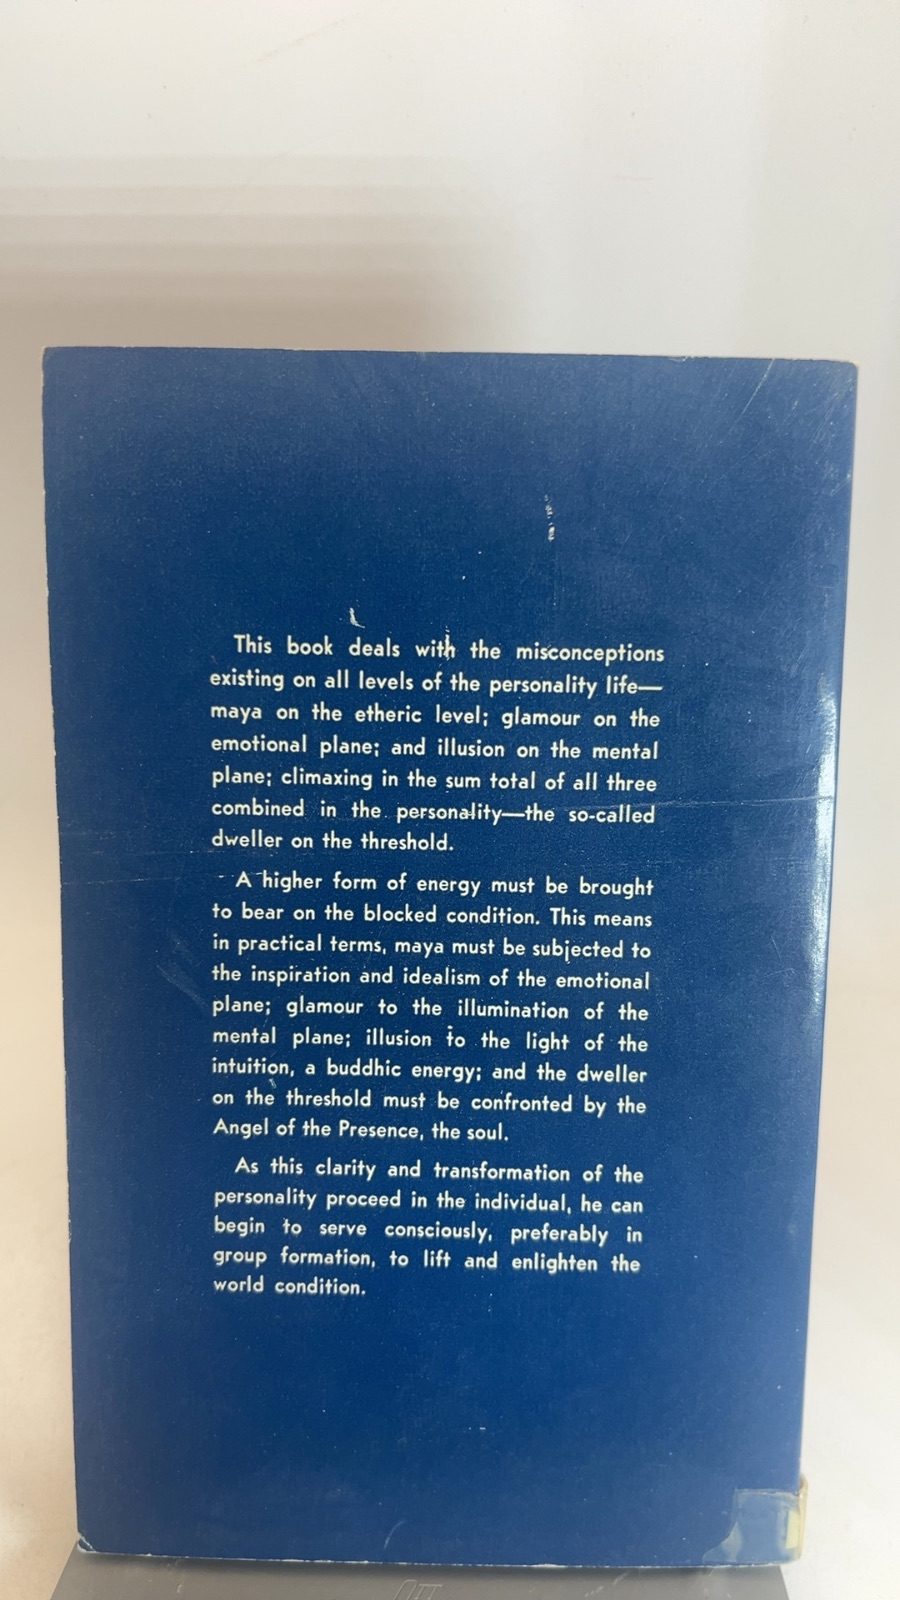 This book deals with the misconceptions
existing on all levels of the personality life—
maya on the etheric level; glamour on the
emotional plane; and illusion on the mental
plane; climaxing in the sum total of all three
combined in the personality—the so-called
dweller on the threshold.
A higher form of energy must be brought
to bear on the blocked condition. This means
in practical terms, maya must be subjected to
the inspiration and idealism of the emotional
plane; glamour to the illumination of the
mental plane; illusion to the light of the
intuition, a buddhic energy; and the dweller
on the threshold must be confronted by the
Angel of the Presence, the soul.
As this clarity and transformation of the
personality proceed in the individual, he can
begin to serve consciously, preferably in
group formation, to lift and enlighten the
world condition.